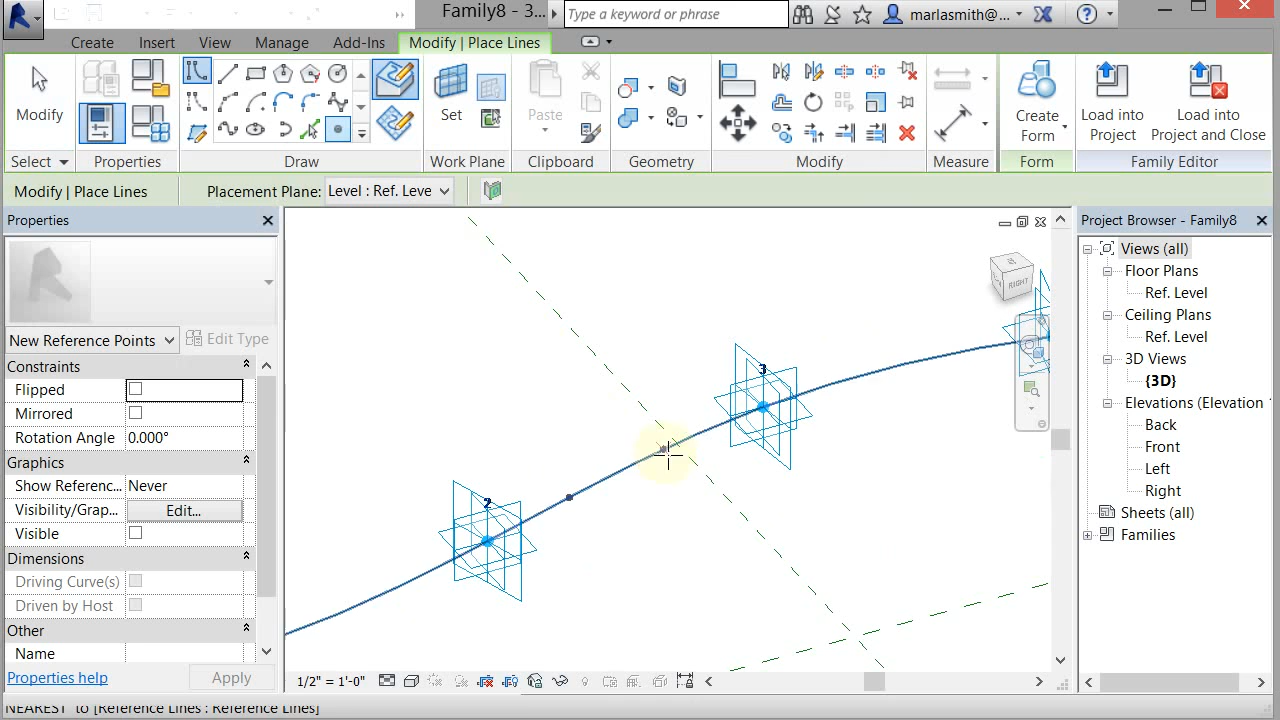 Family8 - 3...
Type a keyword or phrase
marlasmith@...
Create Insert View Manage Add-Ins Modify | Place Lines
Modify
Set
Paste
Create Form
Load into Project
Load into Project and Close
Select Properties Draw Work Plane Clipboard Geometry Modify Measure Form Family Editor
Modify | Place Lines
Placement Plane: Level : Ref. Leve
Properties
New Reference Points
Edit Type
Constraints
Flipped
Mirrored
Rotation Angle 0.000°
Graphics
Show Referenc... Never
Visibility/Grap... Edit...
Visible
Dimensions
Driving Curve(s)
Driven by Host
Other
Name
Properties help
Apply
2
3
RIGHT
1/2" = 1'-0"
Project Browser - Family8
Views (all)
Floor Plans
Ref. Level
Ceiling Plans
Ref. Level
3D Views
{3D}
Elevations (Elevation
Back
Front
Left
Right
Sheets (all)
Families
NEAREST to [Reference Lines : Reference Lines]